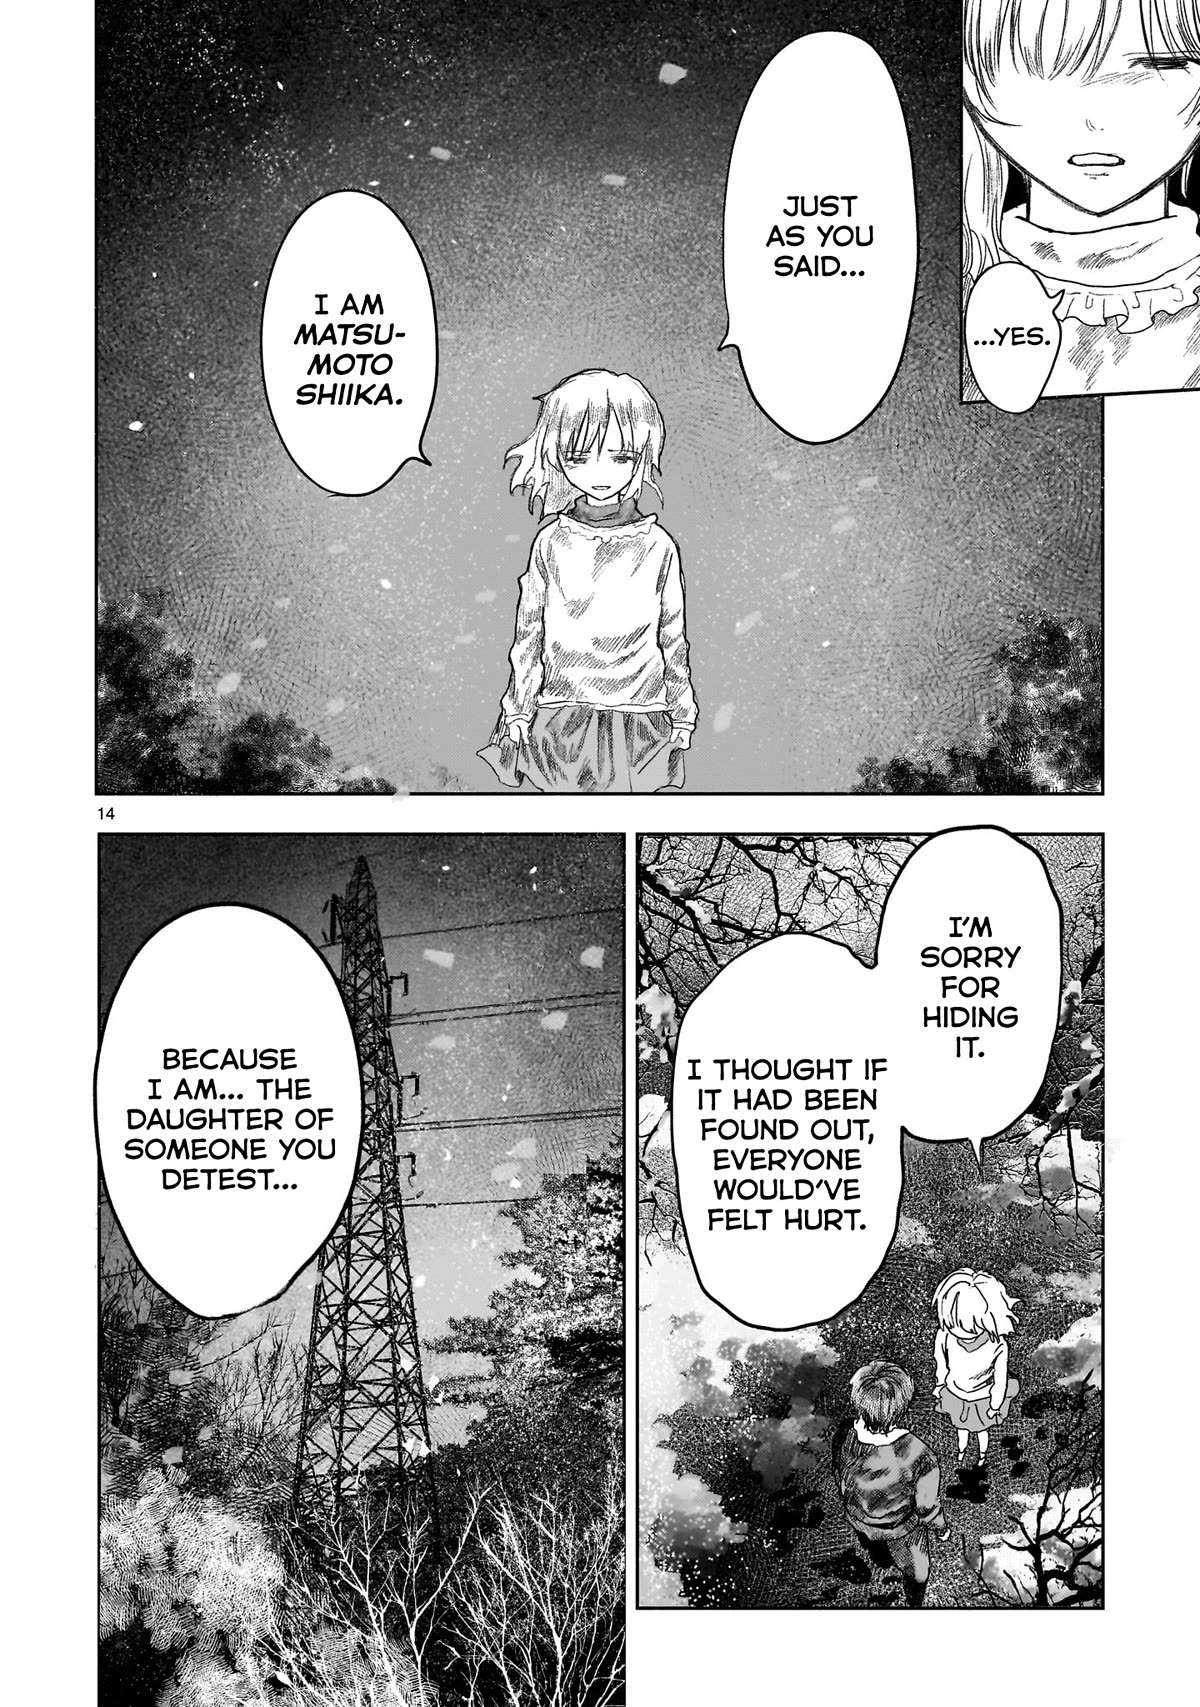 ...YES.
JUST
AS YOU
SAID...
I AM
MATSU-
MOTO
SHIIKA.
14
I'M
SORRY
FOR
HIDING
IT.
I THOUGHT IF
IT HAD BEEN
FOUND OUT,
EVERYONE
WOULD'VE
FELT HURT.
BECAUSE
I AM... THE
DAUGHTER OF
SOMEONE YOU
DETEST...